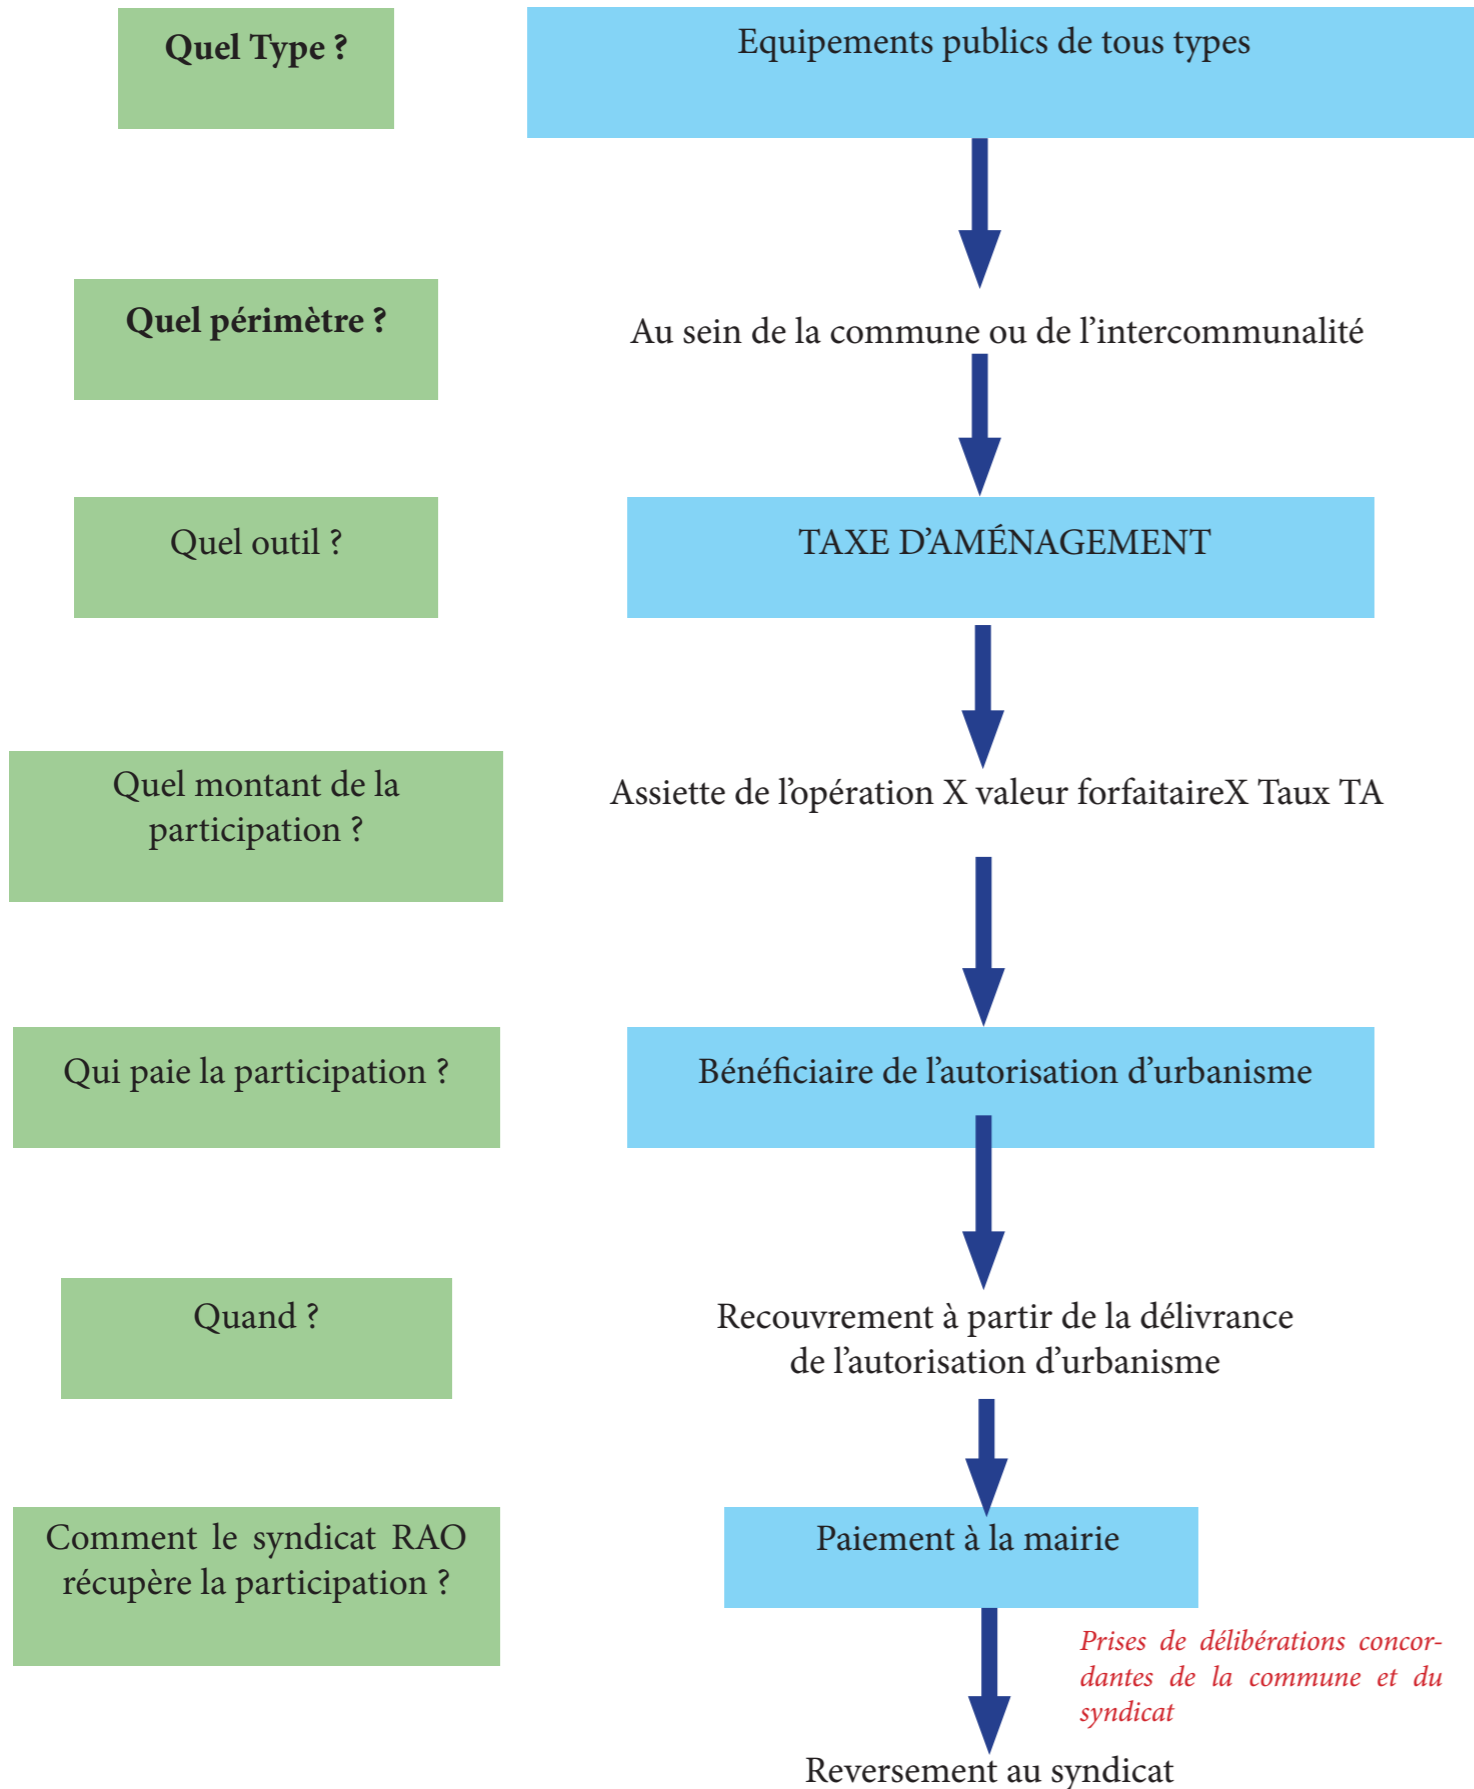 Quel Type ?
Equipements publics de tous types
Quel périmètre ?
Au sein de la commune ou de l’intercommunalité
Quel outil ?
TAXE D’AMÉNAGEMENT
Quel montant de la
participation ?
Assiette de l’opération X valeur forfaitaireX Taux TA
Qui paie la participation ?
Bénéficiaire de l’autorisation d’urbanisme
Quand ?
Recouvrement à partir de la délivrance
de l’autorisation d’urbanisme
Comment le syndicat RAO
récupère la participation ?
Paiement à la mairie
Prises de délibérations concor-
dantes de la commune et du
syndicat
Reversement au syndicat